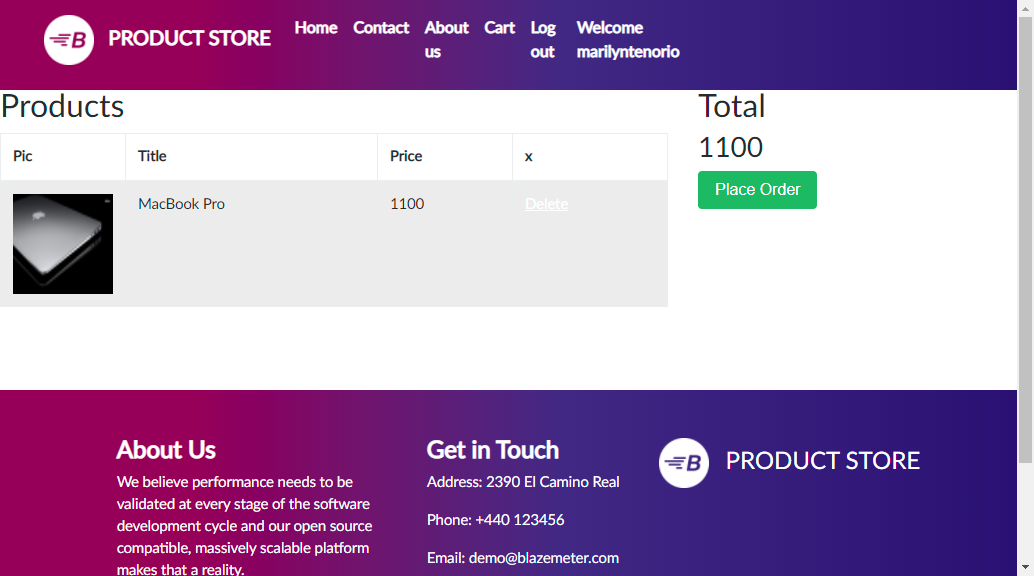 PRODUCT STORE
Home
Contact
About us
Cart
Log out
Welcome marilyntenorio
Products
Total
1100
Place Order
Pic Title Price x
MacBook Pro 1100 Delete
About Us
We believe performance needs to be
validated at every stage of the software
development cycle and our open source
compatible, massively scalable platform
makes that a reality.
Get in Touch
Address: 2390 El Camino Real
Phone: +440 123456
Email: demo@blazemeter.com
B PRODUCT STORE